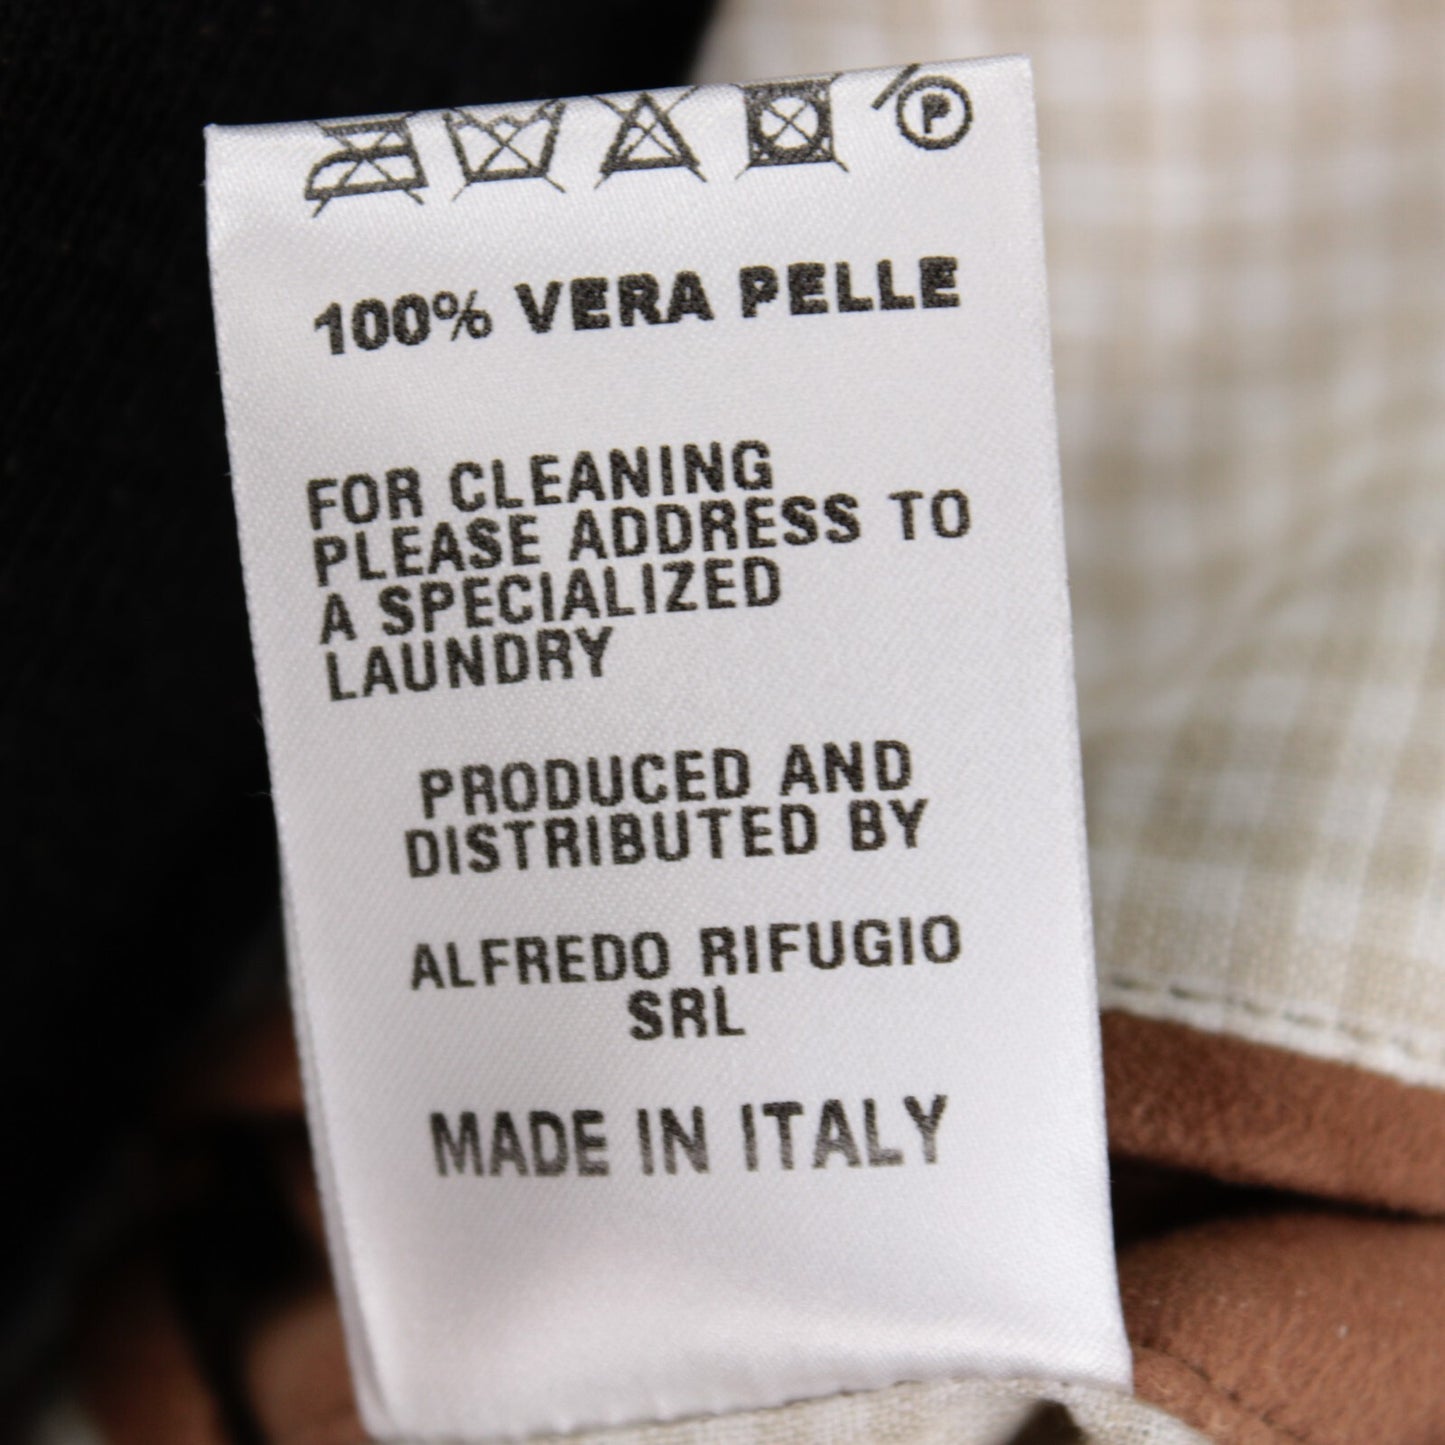 P
100% VERA PELLE
FOR CLEANING
PLEASE ADDRESS TO
A SPECIALIZED
LAUNDRY
PRODUCED AND
DISTRIBUTED BY
ALFREDO RIFUGIO
SRL
MADE IN ITALY